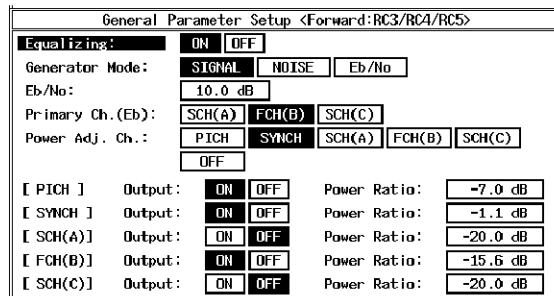 General Parameter Setup <Forward:RC3/RC4/RC5>
Equalizing: ON OFF
Generator Mode: SIGNAL NOISE Eb/No
Eb/No: 10.0 dB
Primary Ch.(Eb): SCH(A) FCH(B) SCH(C)
Power Adj. Ch.: PICH SYNCH SCH(A) FCH(B) SCH(C)
OFF
[ PICH ] Output: ON OFF Power Ratio: -7.0 dB
[ SYNCH ] Output: ON OFF Power Ratio: -1.1 dB
[ SCH(A)] Output: ON OFF Power Ratio: -20.0 dB
[ FCH(B)] Output: ON OFF Power Ratio: -15.6 dB
[ SCH(C)] Output: ON OFF Power Ratio: -20.0 dB